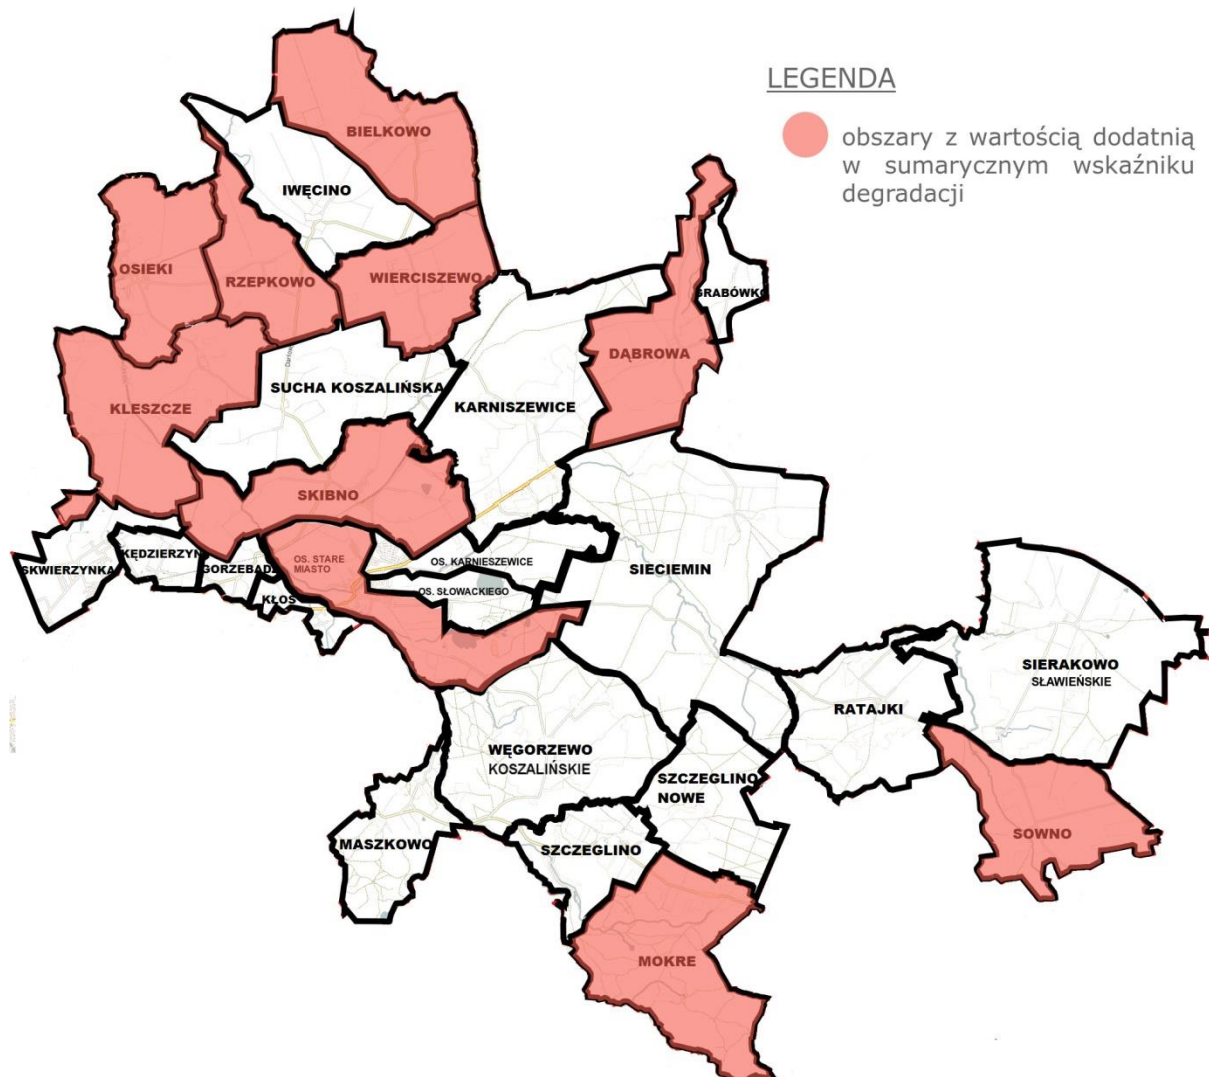 LEGENDA
obszary z wartością dodatnią
w sumarycznym wskaźniku
degradacji
BIELKOWO
IWĘCINO
OSIEKI
RZEPKOWO
WIERCISZEWO
GRABÓWKO
DĄBROWA
SUCHA KOSZALIŃSKA
KLESZCZE
KARNISZEWICE
SKIBNO
SKWIERZYNKA
KĘDZIERZYN
GORZEBĄDZ
OS. STARE
MIASTO
OS. KARNIESZEWICE
SIECIEMIN
KŁOS
OS. SŁOWACKIEGO
SIERAKOWO
SŁAWIEŃSKIE
RATAJKI
WĘGORZEWO
KOSZALIŃSKIE
SZCZEGLINO
NOWE
MASZKOWO
SZCZEGLINO
SOWNO
MOKRE